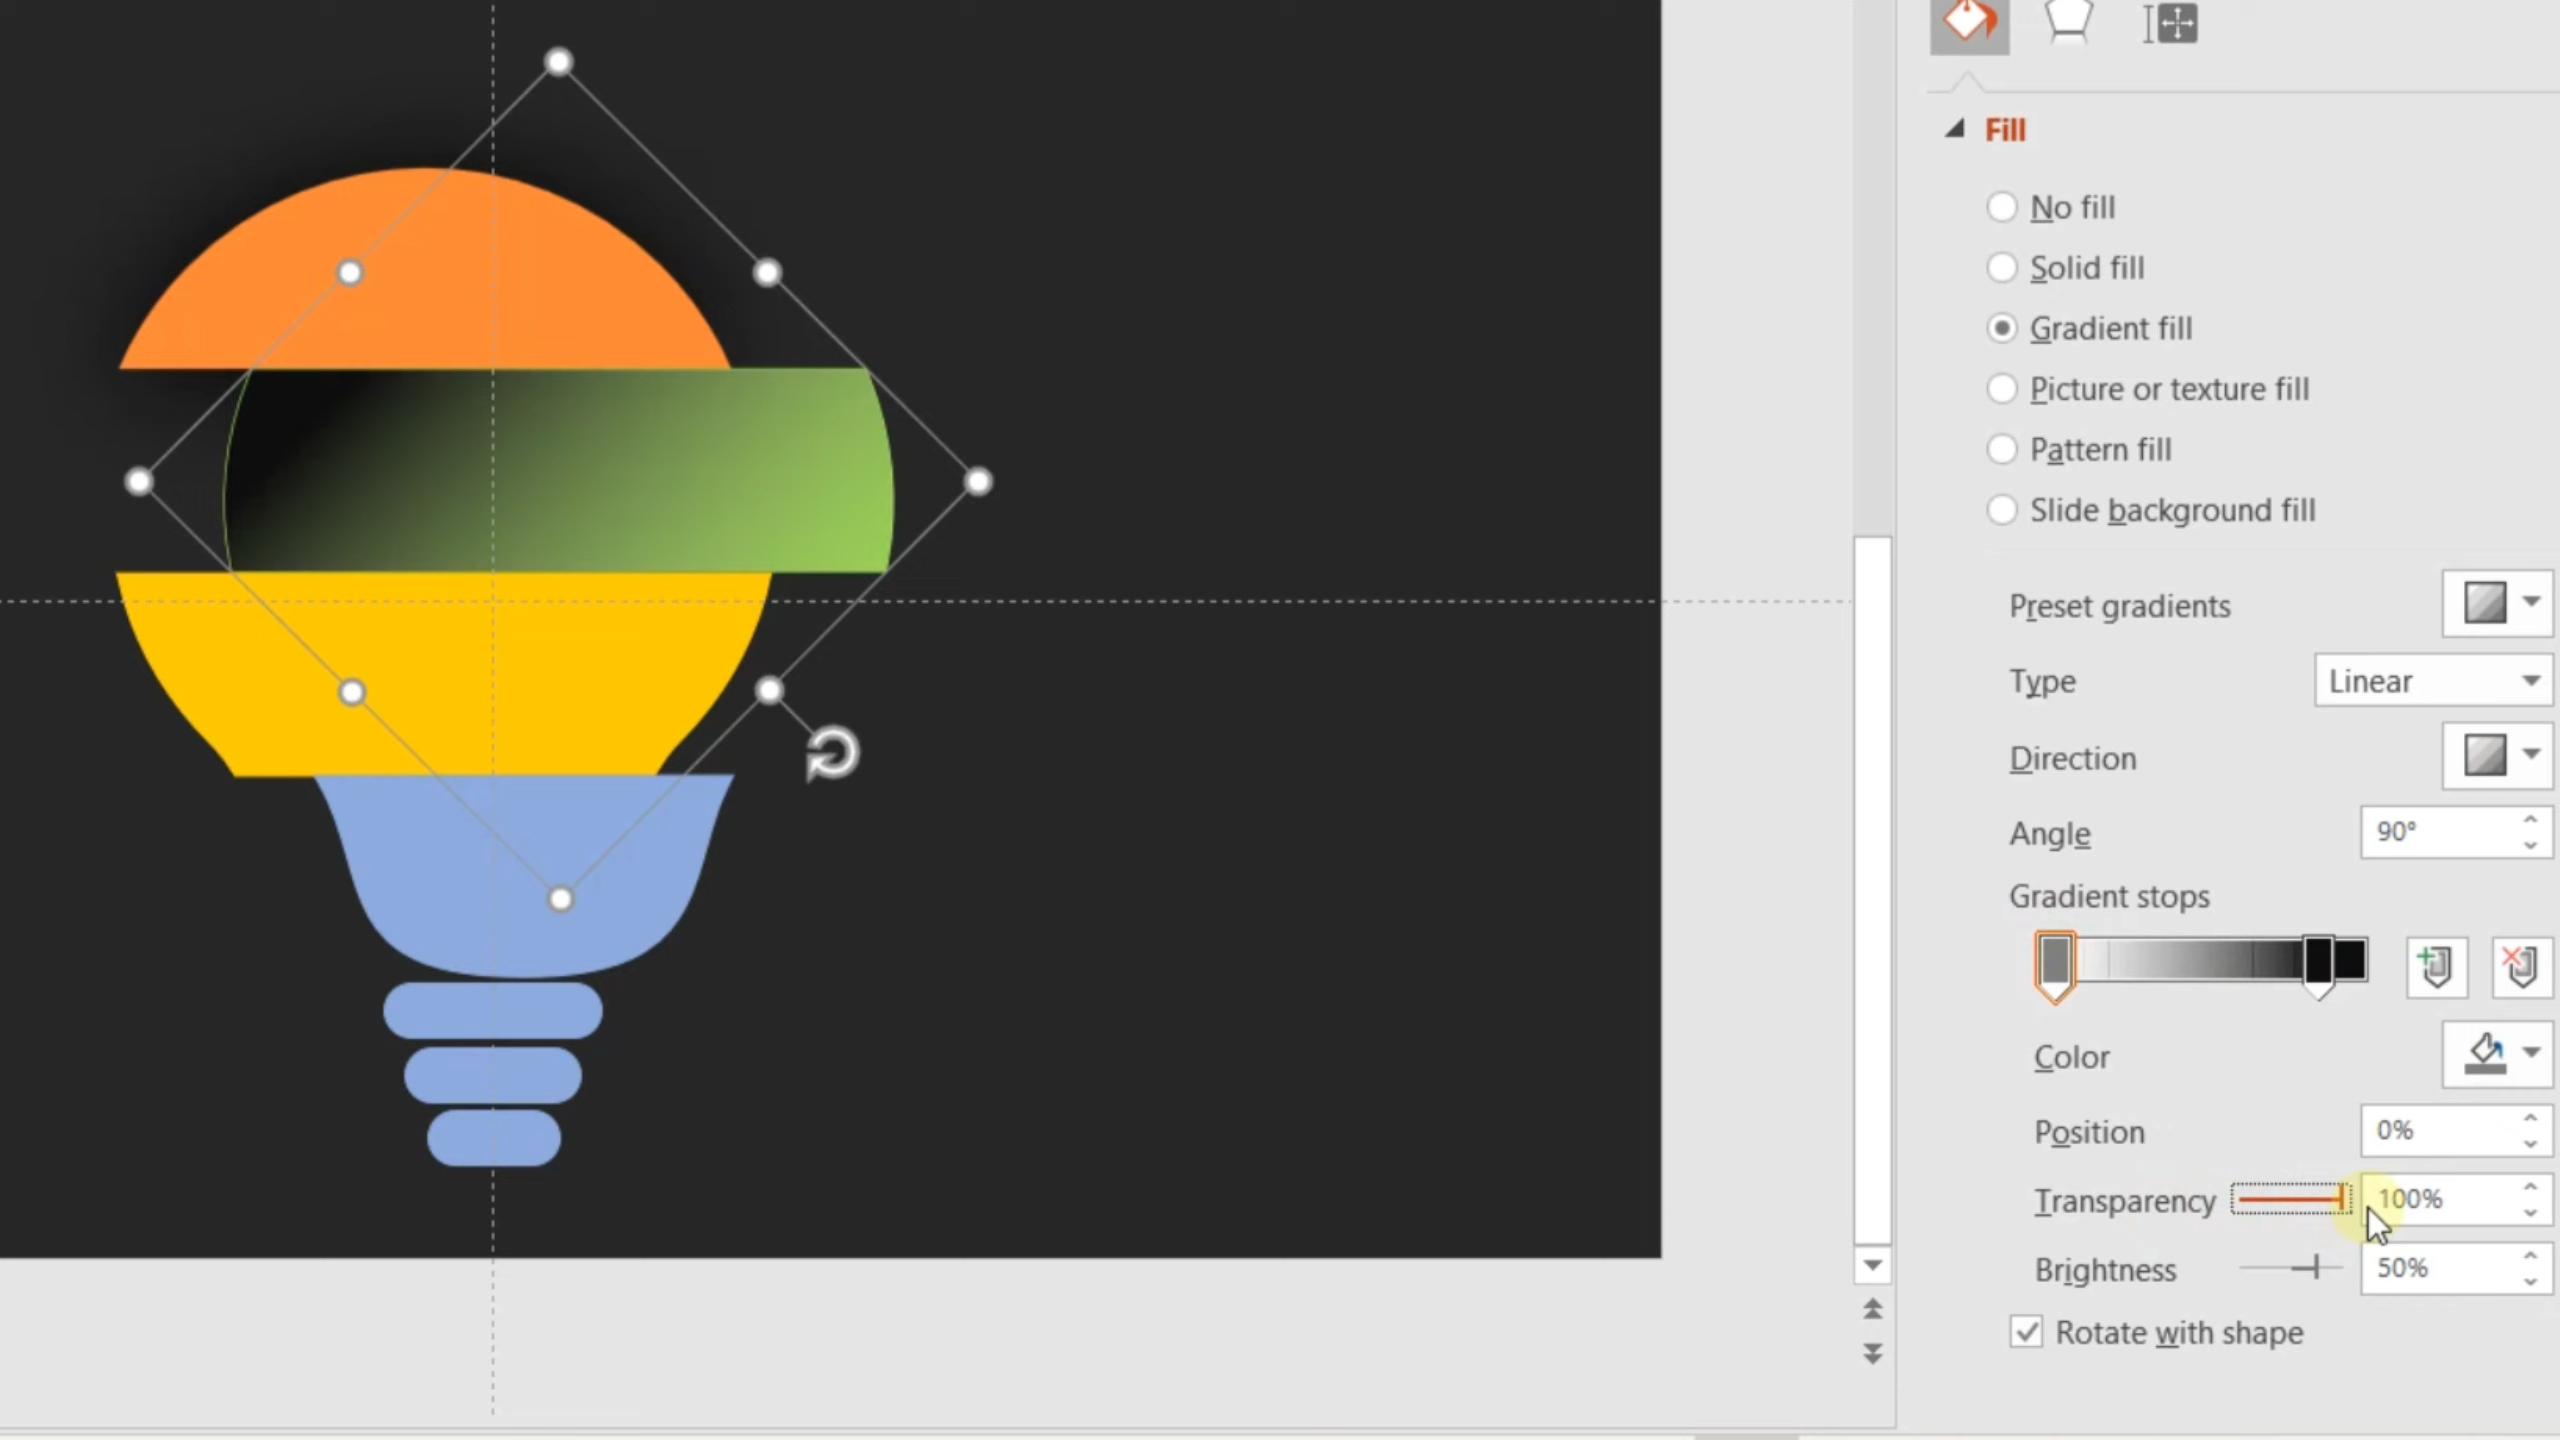 Fill
No fill
Solid fill
Gradient fill
Picture or texture fill
Pattern fill
Slide background fill
Preset gradients
Type Linear
Direction
Angle 90°
Gradient stops
Color
Position 0%
Transparency 100%
Brightness 50%
Rotate with shape